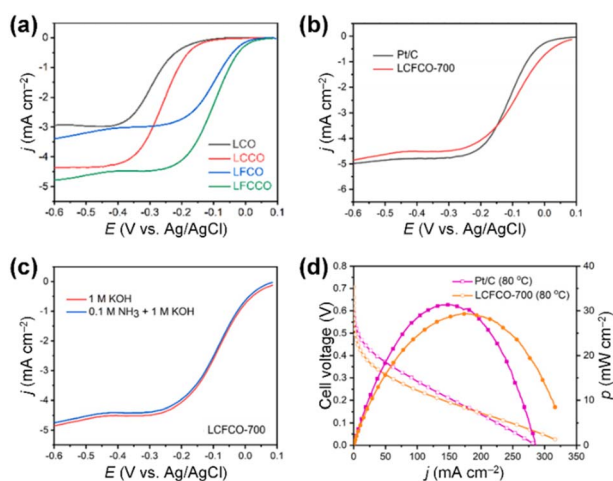 (a)
j (mA cm⁻²)
0
-1
-2
-3
-4
-5
LCO
LCCO
LFCO
LFCCO
-0.6 -0.5 -0.4 -0.3 -0.2 -0.1 0.0 0.1
E (V vs. Ag/AgCl)
(b)
j (mA cm⁻²)
0
-1
-2
-3
-4
-5
-6
Pt/C
LCFCO-700
-0.6 -0.5 -0.4 -0.3 -0.2 -0.1 0.0 0.1
E (V vs. Ag/AgCl)
(c)
j (mA cm⁻²)
0
-1
-2
-3
-4
-5
1 M KOH
0.1 M NH₃ + 1 M KOH
LCFCO-700
-0.6 -0.5 -0.4 -0.3 -0.2 -0.1 0.0 0.1
E (V vs. Ag/AgCl)
(d)
Cell voltage (V)
0.8
0.7
0.6
0.5
0.4
0.3
0.2
0.1
0.0
Pt/C (80 °C)
LCFCO-700 (80 °C)
40
30
20
10
0
p (mW cm⁻²)
0 50 100 150 200 250 300 350
j (mA cm⁻²)